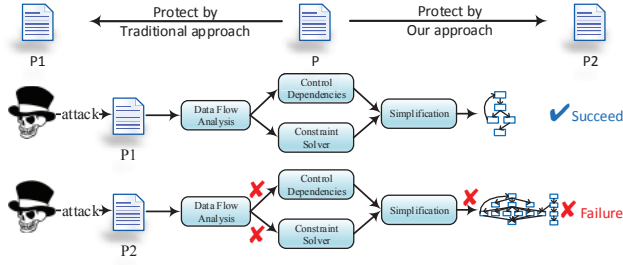 Protect by
Traditional approach
Protect by
Our approach
P1
P
P2
attack
P1
Data Flow
Analysis
Control
Dependencies
Constraint
Solver
Simplification
Succeed
attack
P2
Data Flow
Analysis
Control
Dependencies
Constraint
Solver
Simplification
Failure